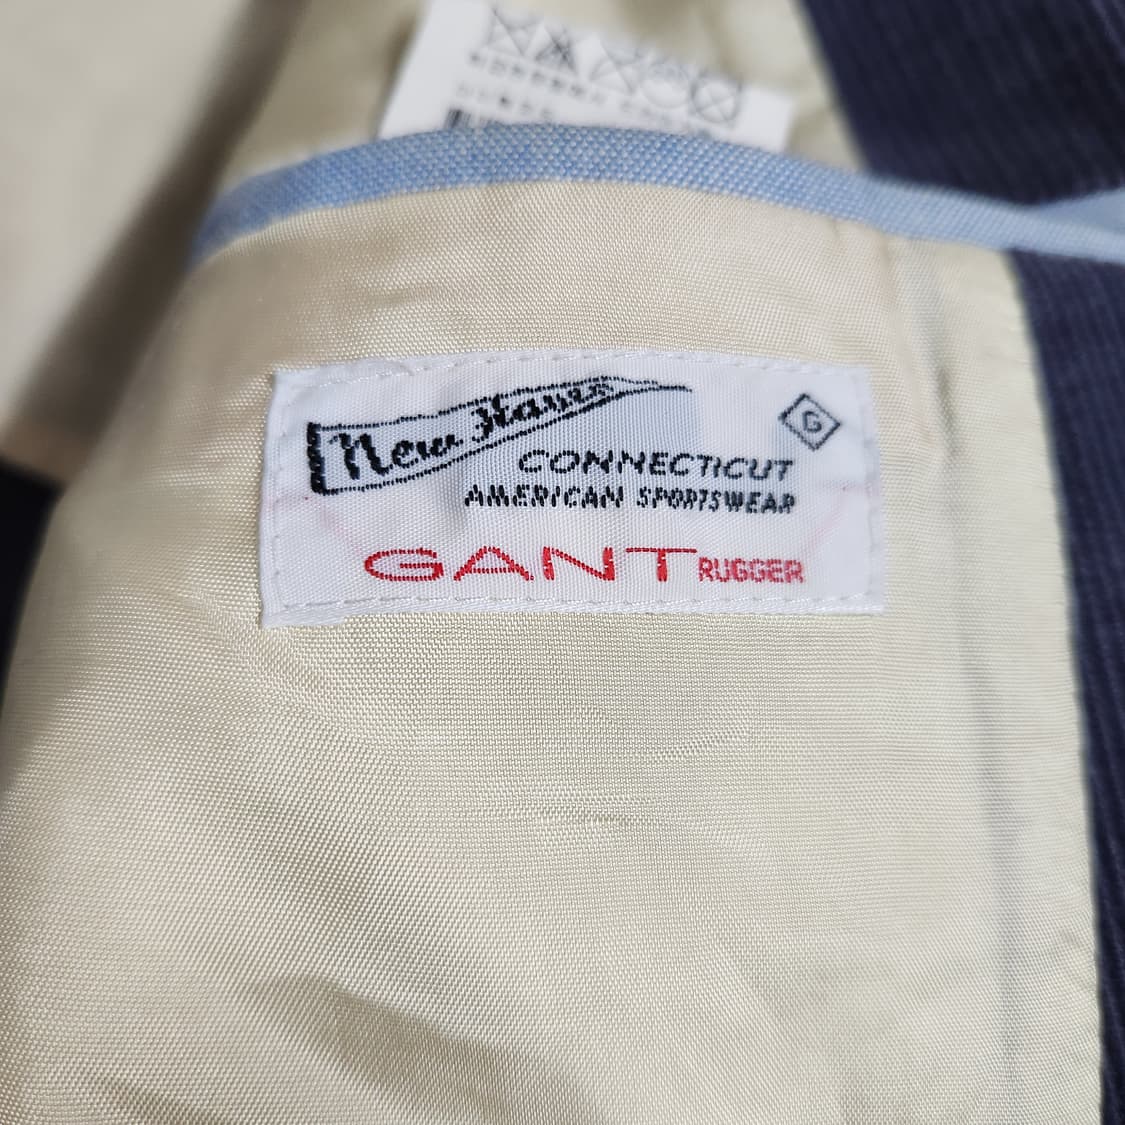 New Haven
G
CONNECTICUT
AMERICAN SPORTSWEAR
GANT RUGGER